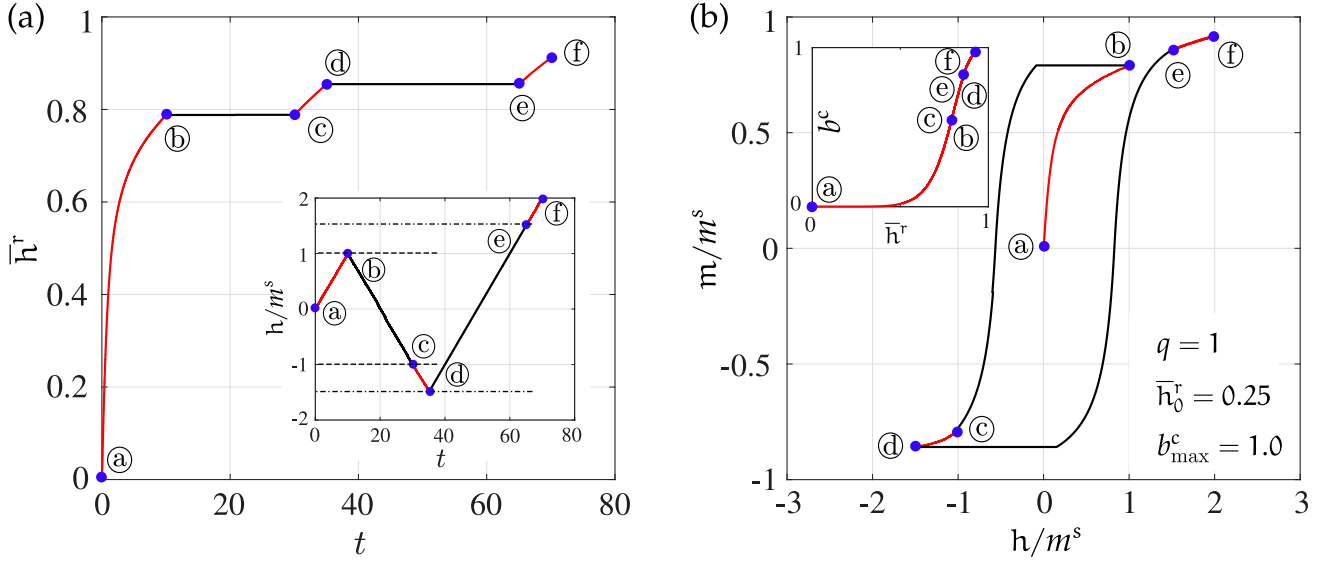 (a)
1
0.8
0.6
0.4
0.2
0
h̅ʳ
0 20 40 60 80
t
ⓐ
ⓑ
ⓒ
ⓓ
ⓔ
ⓕ
2
1
0
-1
-2
h/mˢ
0 20 40 60 80
t
ⓐ
ⓑ
ⓒ
ⓓ
ⓔ
ⓕ
(b)
1
0.5
0
-0.5
-1
m/mˢ
-3 -2 -1 0 1 2 3
h/mˢ
ⓐ
ⓑ
ⓒ
ⓓ
ⓔ
ⓕ
1
0
bᶜ
0 1
h̅ʳ
ⓐ
ⓕ
ⓔ ⓓ
ⓒ ⓑ
q = 1
h̅ʳ₀ = 0.25
bᶜmax = 1.0